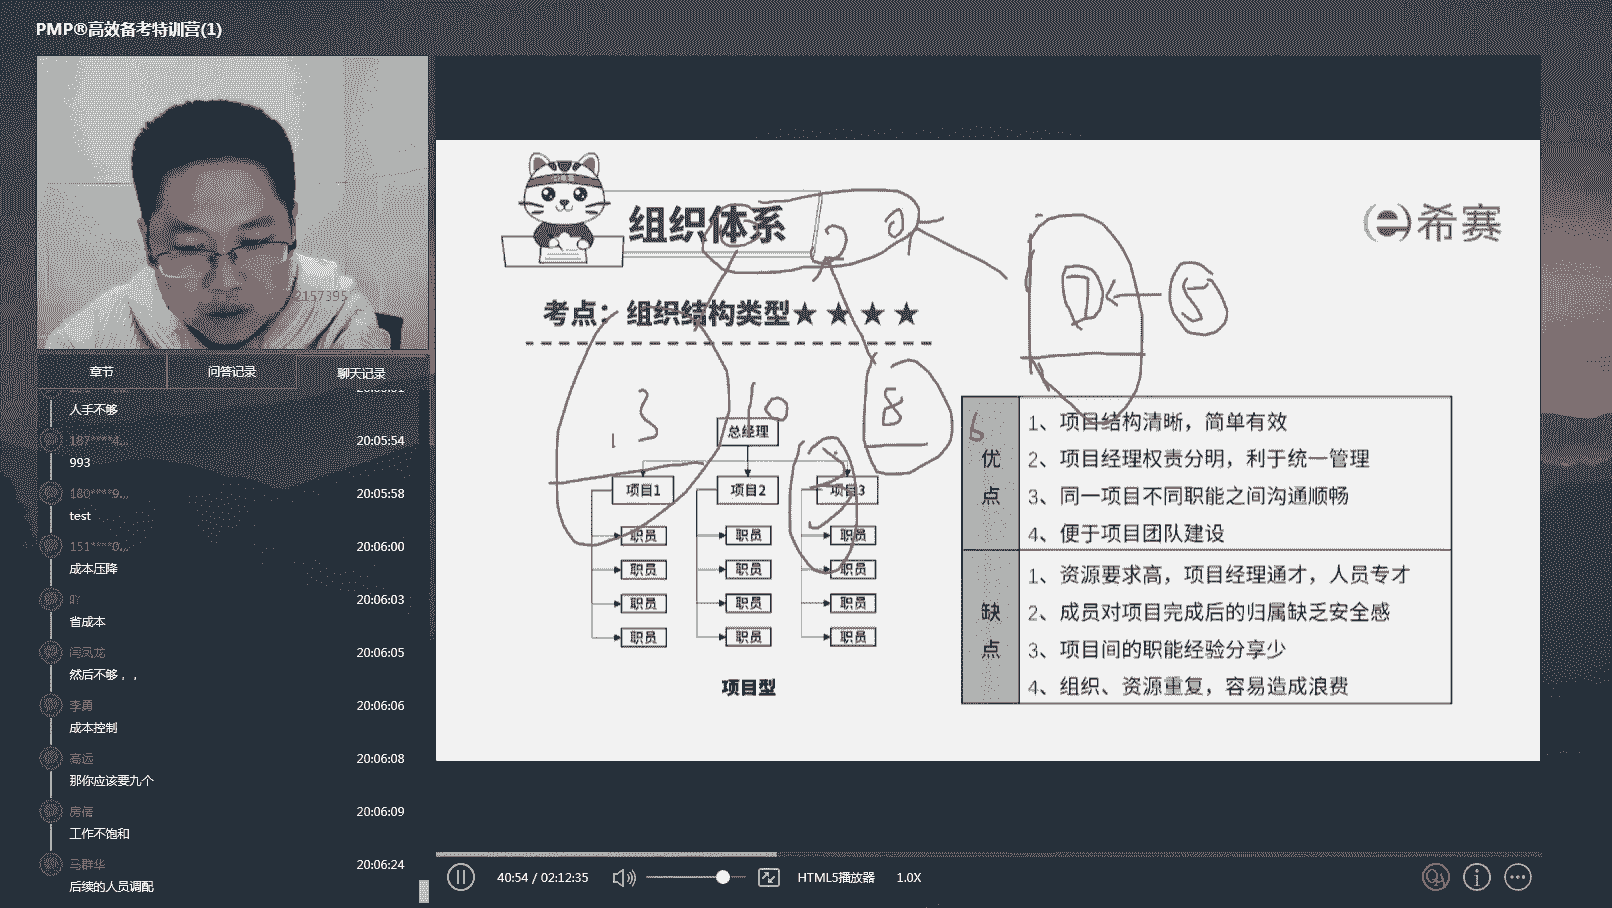 PMP®高效备考特训营(1)
2157395
章节
问答记录
聊天记录
人手不够
187****4...
20:05:54
993
180****9...
20:05:58
test
151****0...
20:06:00
成本压降
吖
20:06:03
省成本
闫凤龙
20:06:05
然后不够，，
李勇
20:06:06
成本控制
高远
20:06:08
那你应该要九个
房信
20:06:09
工作不饱和
马群华
20:06:24
后续的人员调配
组织体系
希赛
考点：组织结构类型★★★★
2
7
5
3
10
8
6
总经理
项目1
项目2
项目3
职员
职员
职员
职员
职员
职员
职员
职员
职员
职员
职员
职员
项目型
优点
1、项目结构清晰，简单有效
2、项目经理权责分明，利于统一管理
3、同一项目不同职能之间沟通顺畅
4、便于项目团队建设
缺点
1、资源要求高，项目经理通才，人员专才
2、成员对项目完成后的归属缺乏安全感
3、项目间的职能经验分享少
4、组织、资源重复，容易造成浪费
40:54 / 02:12:35
HTML5播放器
1.0X